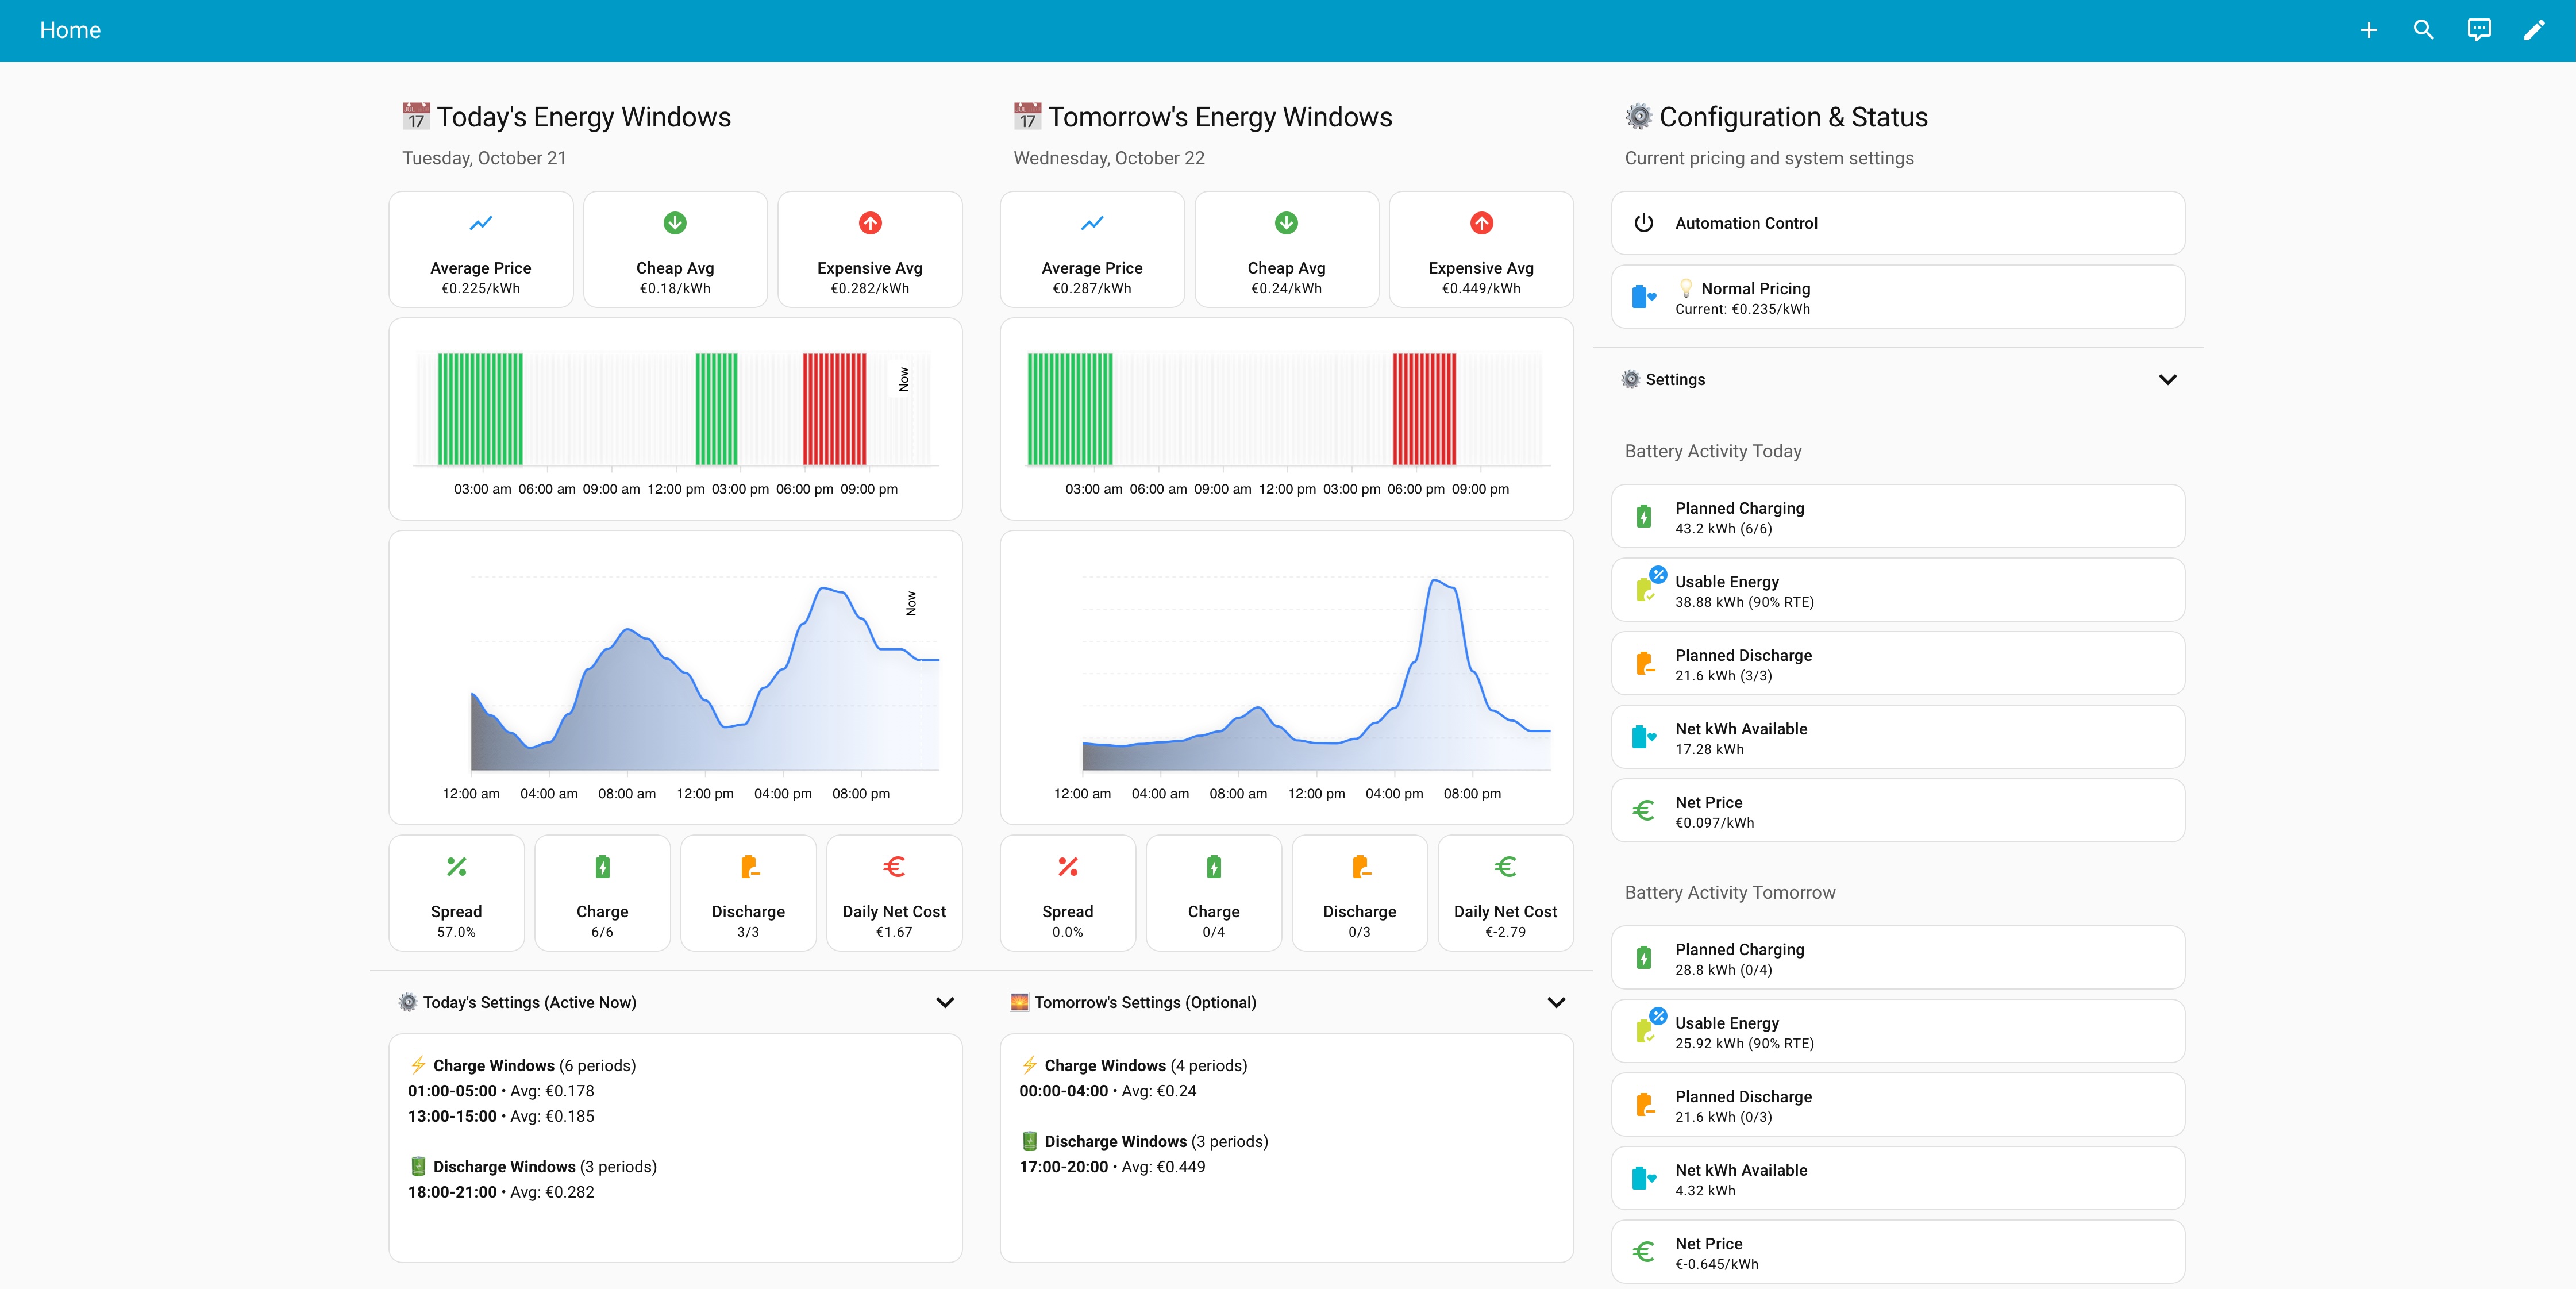 Home
17 Today's Energy Windows
Tuesday, October 21
Average Price
€0.225/kWh
Cheap Avg
€0.18/kWh
Expensive Avg
€0.282/kWh
Now
03:00 am 06:00 am 09:00 am 12:00 pm 03:00 pm 06:00 pm 09:00 pm
Now
12:00 am 04:00 am 08:00 am 12:00 pm 04:00 pm 08:00 pm
Spread
57.0%
Charge
6/6
Discharge
3/3
Daily Net Cost
€1.67
Today's Settings (Active Now)
Charge Windows (6 periods)
01:00-05:00 • Avg: €0.178
13:00-15:00 • Avg: €0.185
Discharge Windows (3 periods)
18:00-21:00 • Avg: €0.282
17 Tomorrow's Energy Windows
Wednesday, October 22
Average Price
€0.287/kWh
Cheap Avg
€0.24/kWh
Expensive Avg
€0.449/kWh
03:00 am 06:00 am 09:00 am 12:00 pm 03:00 pm 06:00 pm 09:00 pm
12:00 am 04:00 am 08:00 am 12:00 pm 04:00 pm 08:00 pm
Spread
0.0%
Charge
0/4
Discharge
0/3
Daily Net Cost
€-2.79
Tomorrow's Settings (Optional)
Charge Windows (4 periods)
00:00-04:00 • Avg: €0.24
Discharge Windows (3 periods)
17:00-20:00 • Avg: €0.449
Configuration & Status
Current pricing and system settings
Automation Control
Normal Pricing
Current: €0.235/kWh
Settings
Battery Activity Today
Planned Charging
43.2 kWh (6/6)
Usable Energy
38.88 kWh (90% RTE)
Planned Discharge
21.6 kWh (3/3)
Net kWh Available
17.28 kWh
Net Price
€0.097/kWh
Battery Activity Tomorrow
Planned Charging
28.8 kWh (0/4)
Usable Energy
25.92 kWh (90% RTE)
Planned Discharge
21.6 kWh (0/3)
Net kWh Available
4.32 kWh
Net Price
€-0.645/kWh